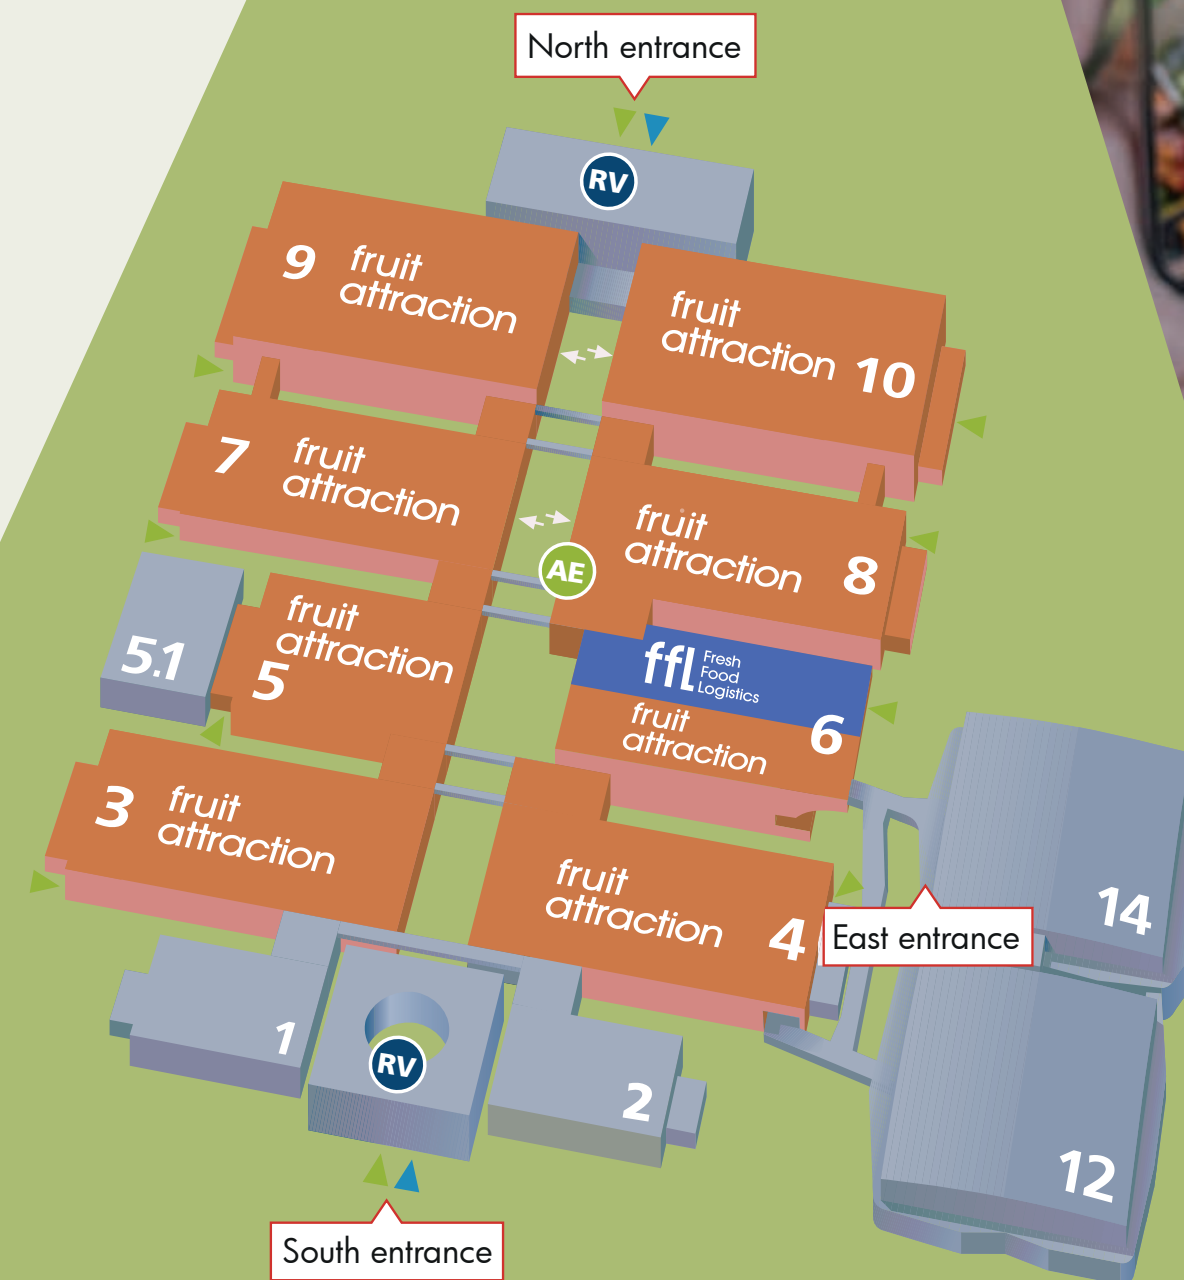 North entrance
RV
9
fruit
attraction
fruit
attraction
10
7
fruit
attraction
fruit
attraction
8
AE
5.1
fruit
attraction
5
ffl
Fresh
Food
Logistics
fruit
attraction
6
3
fruit
attraction
fruit
attraction
4
14
East entrance
1
RV
2
12
South entrance